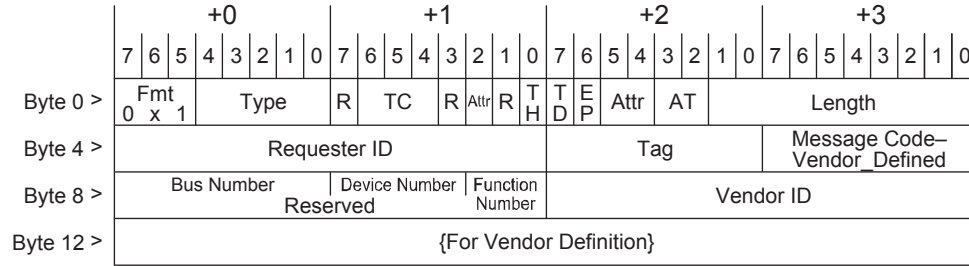 +0 +1 +2 +3
7 6 5 4 3 2 1 0 7 6 5 4 3 2 1 0 7 6 5 4 3 2 1 0 7 6 5 4 3 2 1 0
Byte 0 > Fmt 0 x 1 Type R TC R Attr R TH TD EP Attr AT Length
Byte 4 > Requester ID Tag Message Code–
Vendor_Defined
Byte 8 > Bus Number Device Number Function Number Vendor ID
Reserved
Byte 12 > {For Vendor Definition}